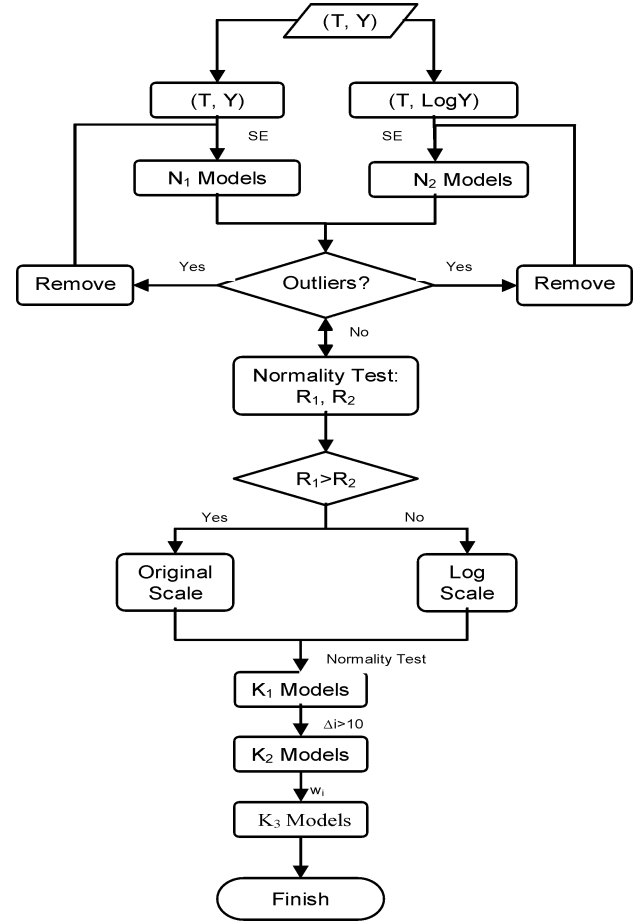 (T, Y)
(T, Y)
(T, LogY)
SE
SE
N₁ Models
N₂ Models
Yes
Yes
Remove
Outliers?
Remove
No
Normality Test:
R₁, R₂
R₁>R₂
Yes
No
Original
Scale
Log
Scale
Normality Test
K₁ Models
Δi>10
K₂ Models
wᵢ
K₃ Models
Finish